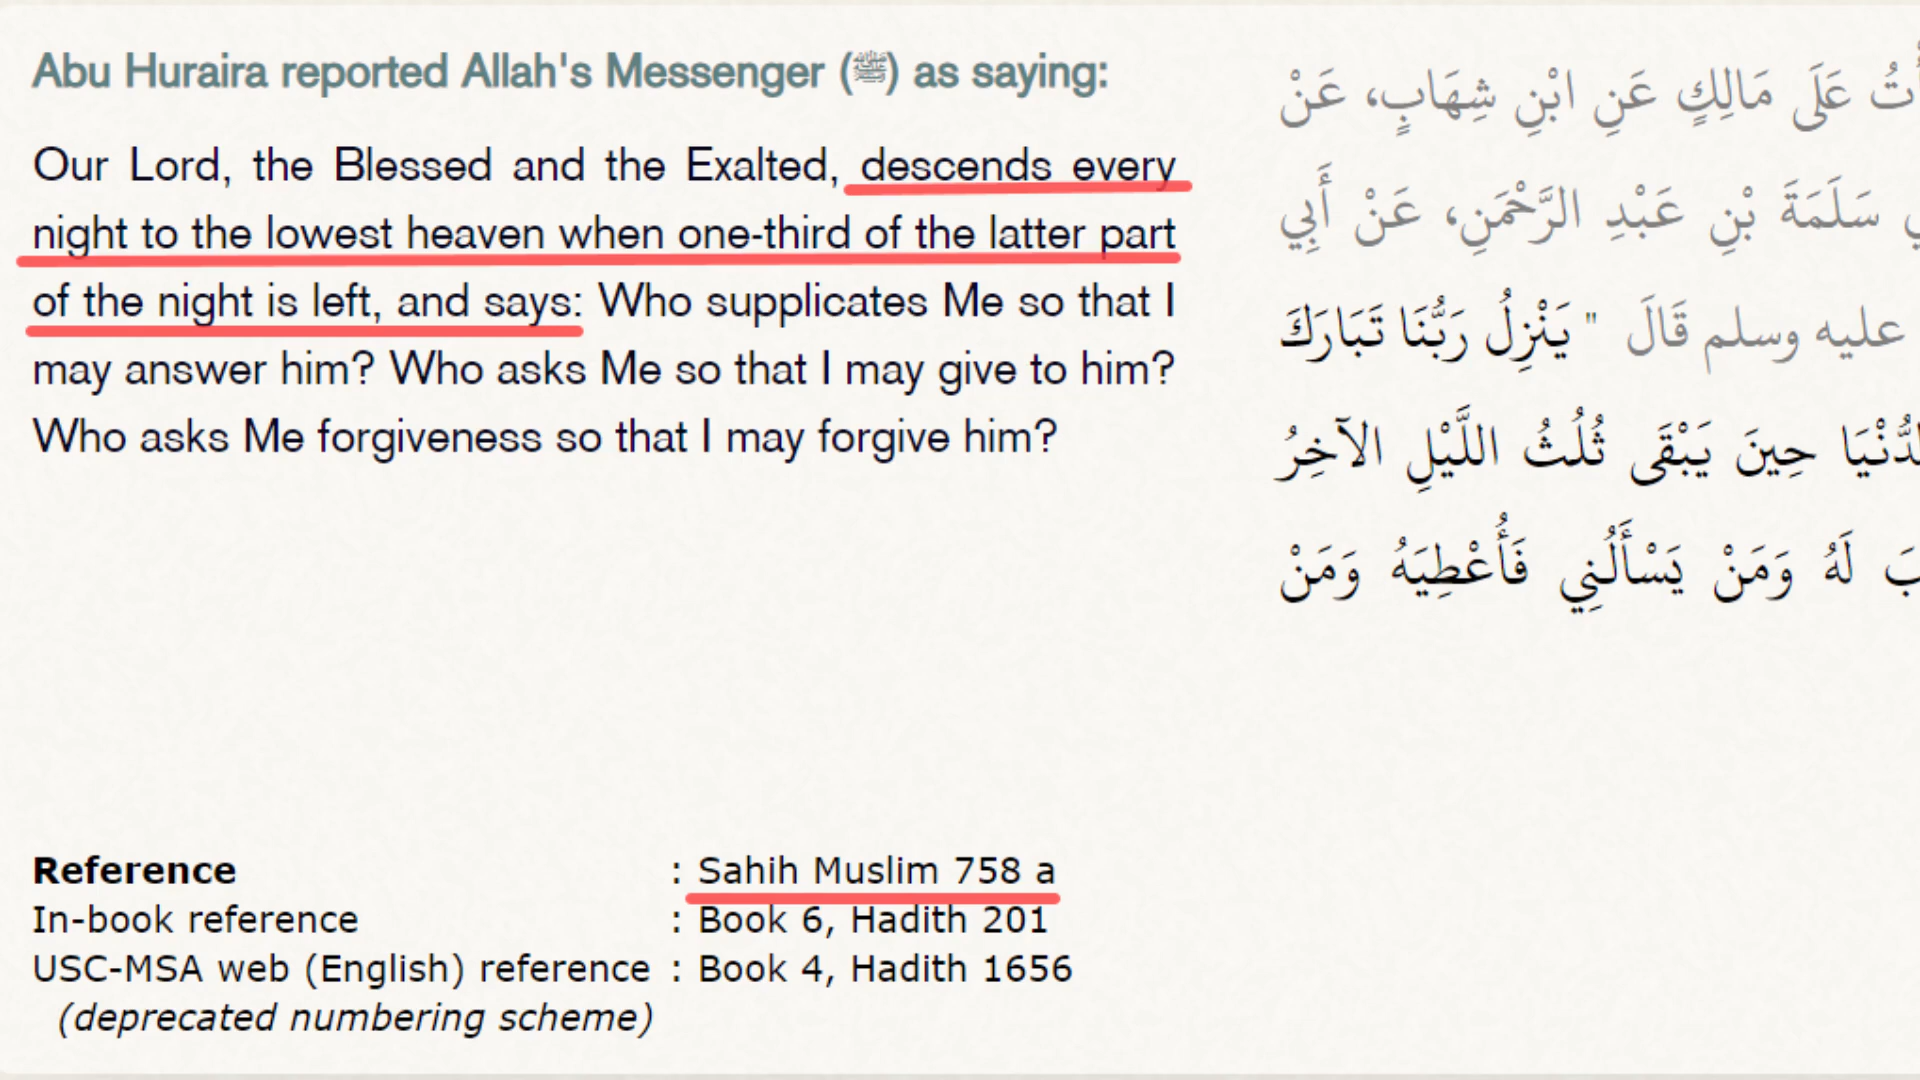 Abu Huraira reported Allah's Messenger (ﷺ) as saying:
Our Lord, the Blessed and the Exalted, descends every
night to the lowest heaven when one-third of the latter part
of the night is left, and says: Who supplicates Me so that I
may answer him? Who asks Me so that I may give to him?
Who asks Me forgiveness so that I may forgive him?
عَلَى مَالِكٍ عَنِ ابْنِ شِهَابٍ، عَنْ
سَلَمَةَ بْنِ عَبْدِ الرَّحْمَنِ، عَنْ أَبِي
عليه وسلم قَالَ ‏"‏ يَنْزِلُ رَبُّنَا تَبَارَكَ
حِينَ يَبْقَى ثُلُثُ اللَّيْلِ الآخِرُ
لَهُ وَمَنْ يَسْأَلُنِي فَأُعْطِيَهُ وَمَنْ
Reference : Sahih Muslim 758 a
In-book reference : Book 6, Hadith 201
USC-MSA web (English) reference : Book 4, Hadith 1656
(deprecated numbering scheme)